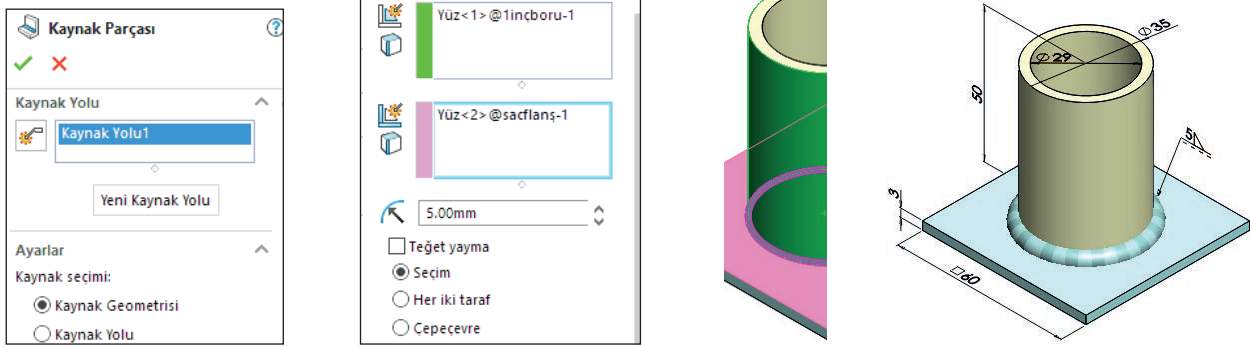 Kaynak Parçası
?
Kaynak Yolu
Kaynak Yolu1
Yeni Kaynak Yolu
Ayarlar
Kaynak seçimi:
Kaynak Geometrisi
Kaynak Yolu
Yüz<1>@1inçboru-1
Yüz<2>@sacflanş-1
5.00mm
Teğet yayma
Seçim
Her iki taraf
Çepeçevre
∅35
∅29
50
5
3
□60